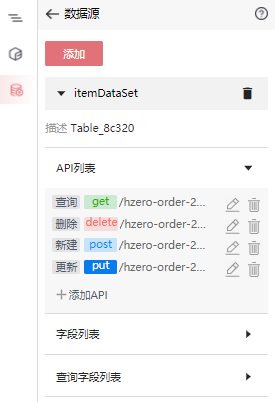 数据源
添加
itemDataSet
描述 Table_8c320
API列表
查询 get /hzero-order-2...
删除 delete /hzero-order-2...
新建 post /hzero-order-2...
更新 put /hzero-order-2...
+添加API
字段列表
查询字段列表